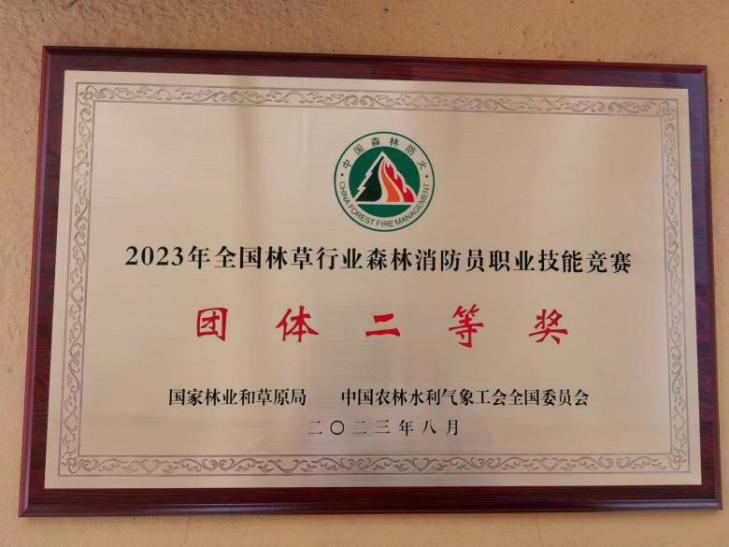 ·中国森林防火·
CHINA FOREST FIRE MANAGEMENT
2023年全国林草行业森林消防员职业技能竞赛
团体二等奖
国家林业和草原局 中国农林水利气象工会全国委员会
二〇二三年八月